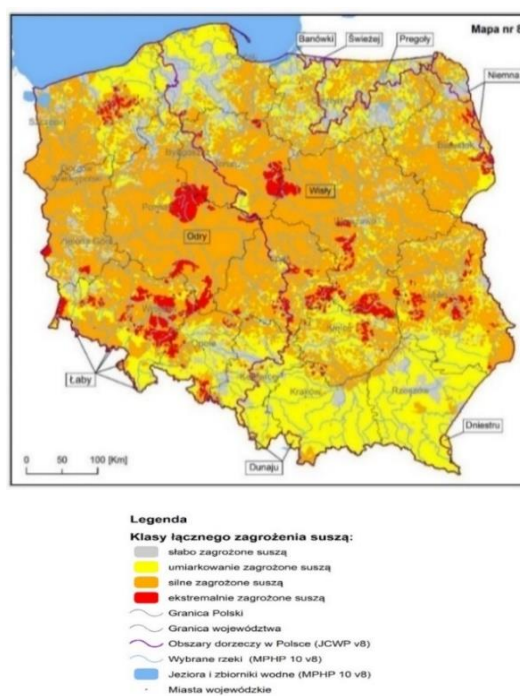 Mapa nr 8
Banówki
Świeżej
Pregoły
Niemna
Wisły
Odry
Kraków
Rzeszów
Łaby
Dniestru
Dunaju
0 50 100 [Km]
Legenda
Klasy łącznego zagrożenia suszą:
słabo zagrożone suszą
umiarkowanie zagrożone suszą
silne zagrożone suszą
ekstremalnie zagrożone suszą
Granica Polski
Granica województwa
Obszary dorzeczy w Polsce (JCWP v8)
Wybrane rzeki (MPHP 10 v8)
Jeziora i zbiorniki wodne (MPHP 10 v8)
Miasta wojewódzkie